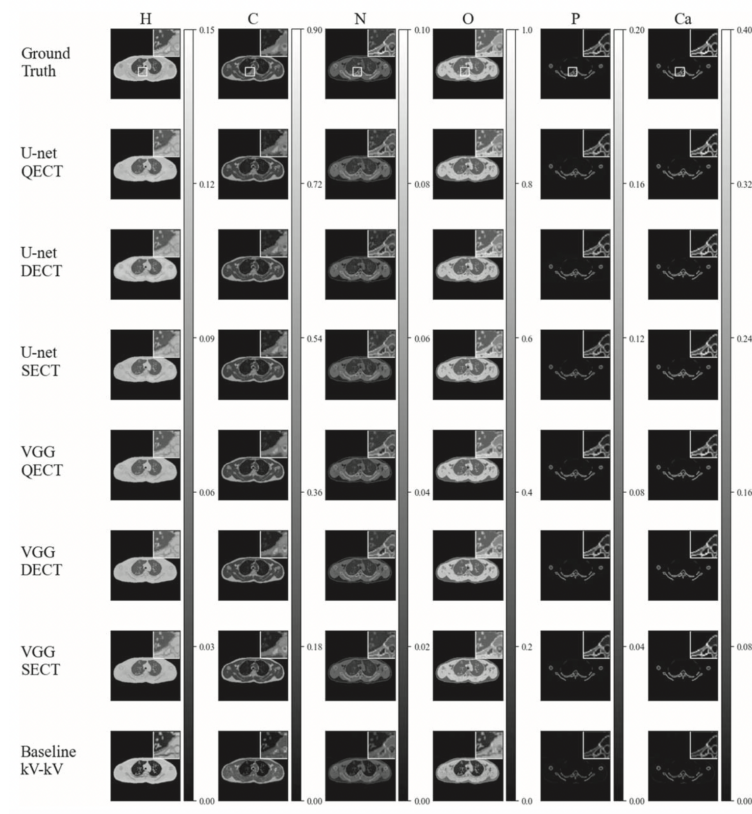 H C N O P Ca
0.15 0.90 0.10 1.0 0.20 0.40
Ground
Truth
U-net
QECT
0.12 0.72 0.08 0.8 0.16 0.32
U-net
DECT
U-net
SECT
0.09 0.54 0.06 0.6 0.12 0.24
VGG
QECT
0.06 0.36 0.04 0.4 0.08 0.16
VGG
DECT
VGG
SECT
0.03 0.18 0.02 0.2 0.04 0.08
Baseline
kV-kV
0.00 0.00 0.00 0.0 0.00 0.00